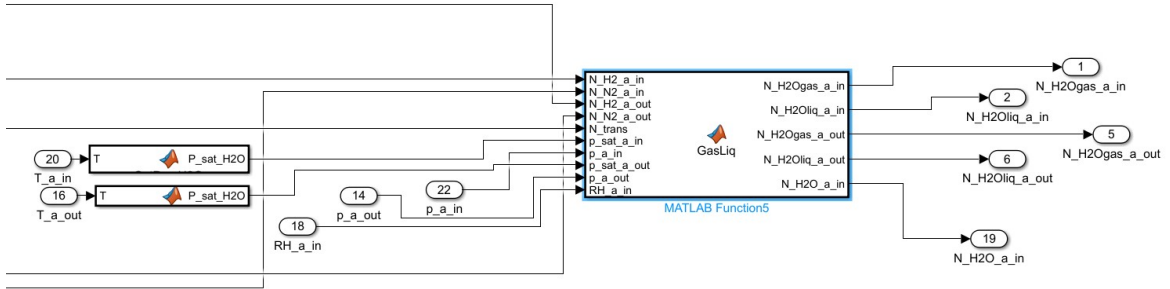 N_H2_a_in
N_N2_a_in
N_H2_a_out
N_N2_a_out
N_trans
p_sat_a_in
p_a_in
p_sat_a_out
p_a_out
RH_a_in
GasLiq
N_H2Ogas_a_in
N_H2Oliq_a_in
N_H2Ogas_a_out
N_H2Oliq_a_out
N_H2O_a_in
MATLAB Function5
1
N_H2Ogas_a_in
2
N_H2Oliq_a_in
5
N_H2Ogas_a_out
6
N_H2Oliq_a_out
19
N_H2O_a_in
20
T_a_in
T
P_sat_H2O
16
T_a_out
T
P_sat_H2O
14
p_a_out
22
p_a_in
18
RH_a_in